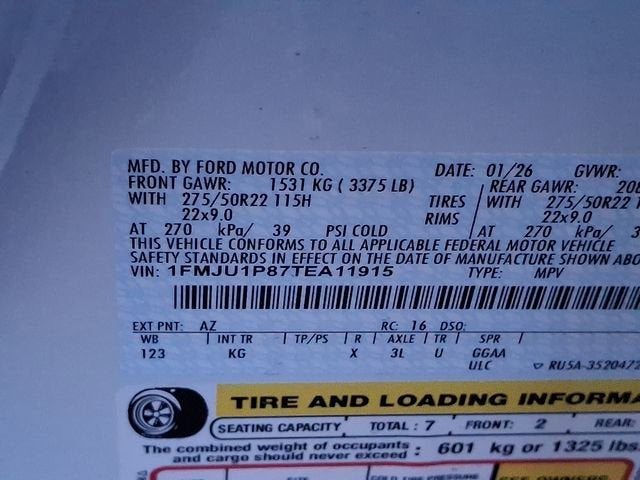 MFD. BY FORD MOTOR CO. DATE: 01/26 GVWR:
FRONT GAWR: 1531 KG ( 3375 LB) REAR GAWR:
WITH 275/50R22 115H TIRES WITH 275/50R22
22x9.0 RIMS 22x9.0
AT 270 kPa/ 39 PSI COLD AT 270 kPa/
THIS VEHICLE CONFORMS TO ALL APPLICABLE FEDERAL MOTOR VEHICLE
SAFETY STANDARDS IN EFFECT ON THE DATE OF MANUFACTURE SHOWN
VIN: 1FMJU1P87TEA11915 TYPE: MPV
EXT PNT: AZ RC: 16 DSO:
WB INT TR TP/PS R AXLE TR SPR
123 KG X 3L U GGAA
ULC RU5A-3520472
TIRE AND LOADING
SEATING CAPACITY TOTAL : 7 FRONT: 2 REAR:
The combined weight of occupants
and cargo should never exceed : 601 kg or 1325 lbs.